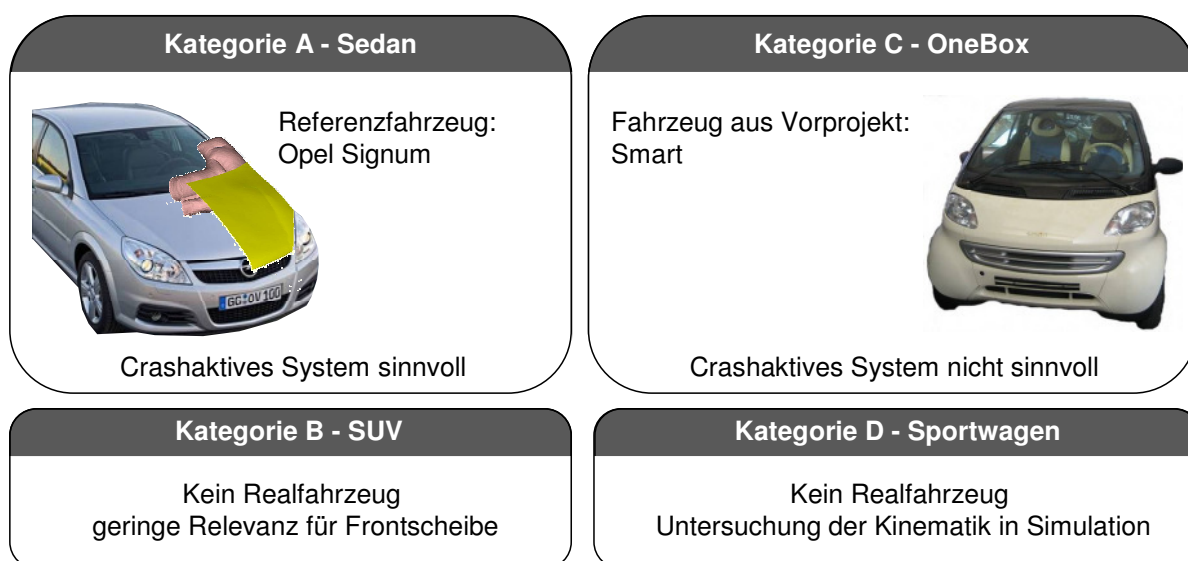 Kategorie A - Sedan
Referenzfahrzeug:
Opel Signum
GG:OV 100
Crashaktives System sinnvoll
Kategorie C - OneBox
Fahrzeug aus Vorprojekt:
Smart
Crashaktives System nicht sinnvoll
Kategorie B - SUV
Kein Realfahrzeug
geringe Relevanz für Frontscheibe
Kategorie D - Sportwagen
Kein Realfahrzeug
Untersuchung der Kinematik in Simulation